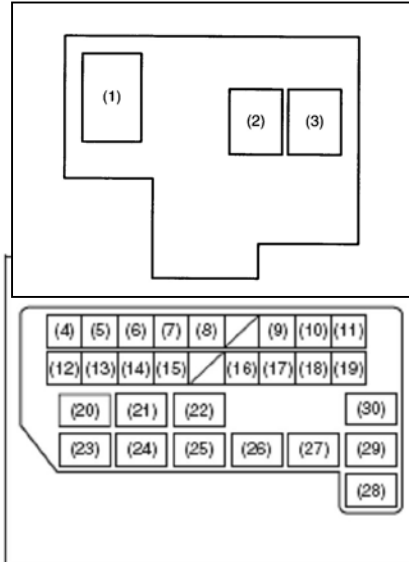 (1)
(2) (3)
(4) (5) (6) (7) (8) (9) (10) (11)
(12) (13) (14) (15) (16) (17) (18) (19)
(20) (21) (22) (30)
(23) (24) (25) (26) (27) (29)
(28)